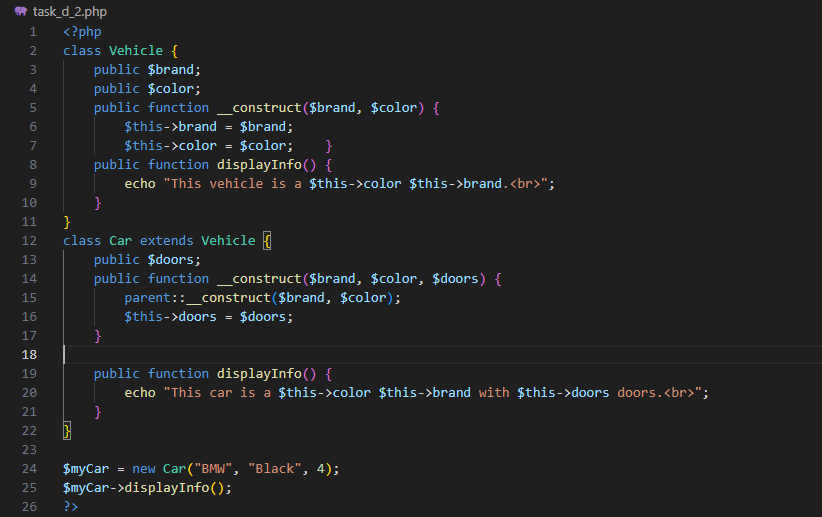 task_d_2.php
1 <?php
2 class Vehicle {
3     public $brand;
4     public $color;
5     public function __construct($brand, $color) {
6         $this->brand = $brand;
7         $this->color = $color;    }
8     public function displayInfo() {
9         echo "This vehicle is a $this->color $this->brand.<br>";
10     }
11 }
12 class Car extends Vehicle {
13     public $doors;
14     public function __construct($brand, $color, $doors) {
15         parent::__construct($brand, $color);
16         $this->doors = $doors;
17     }
18
19     public function displayInfo() {
20         echo "This car is a $this->color $this->brand with $this->doors doors.<br>";
21     }
22 }
23
24 $myCar = new Car("BMW", "Black", 4);
25 $myCar->displayInfo();
26 ?>